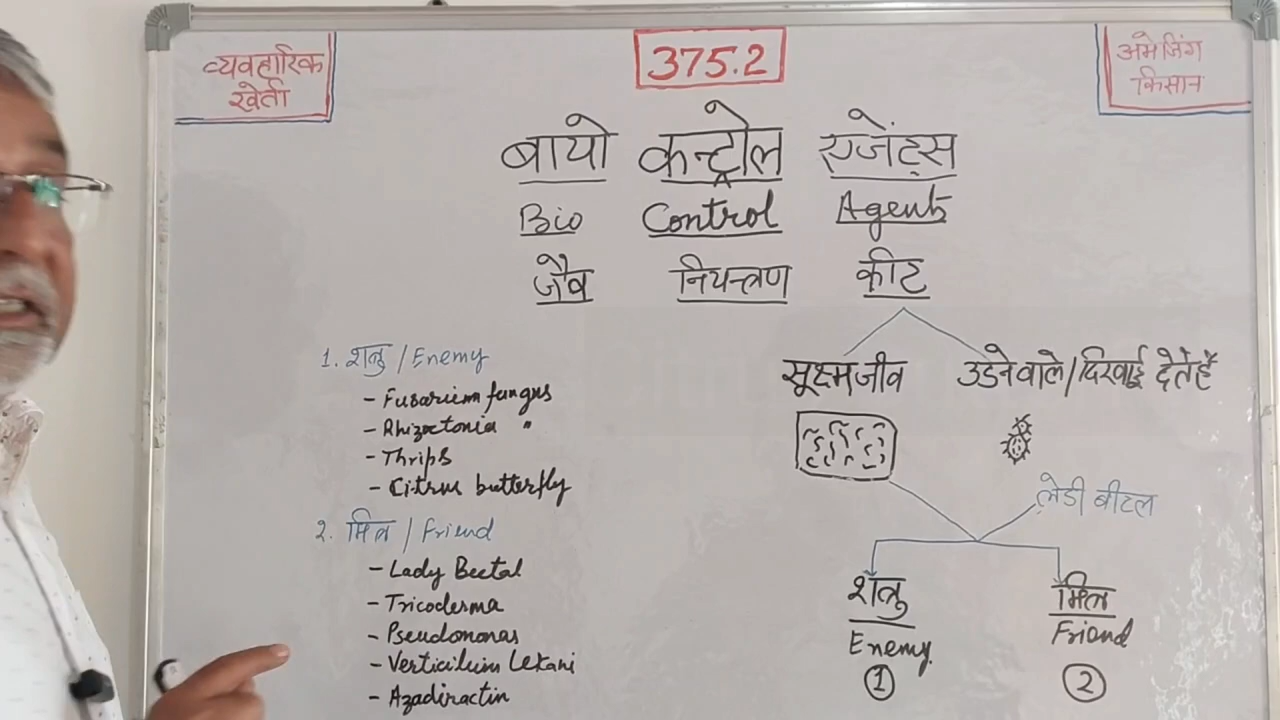 व्यवहारिक
खेती
375.2
अमेजिंग
किसान
बायो कन्ट्रोल एजेंट्स
Bio Control Agents
जैव नियन्त्रण कीट
सूक्ष्मजीव उडनेवाले/दिखाई देतेहै
लेडी बीटल
शत्रु मित्र
Enemy. Friend
1 2
1. शत्रु/Enemy
- Fusarium fungus
- Rhizoctonia "
- Thrips
- Citrus butterfly
2. मित्र/Friend
- Lady Beetal
- Tricoderma
- Pseudomonas
- Verticilium Lekani
- Azadiractin